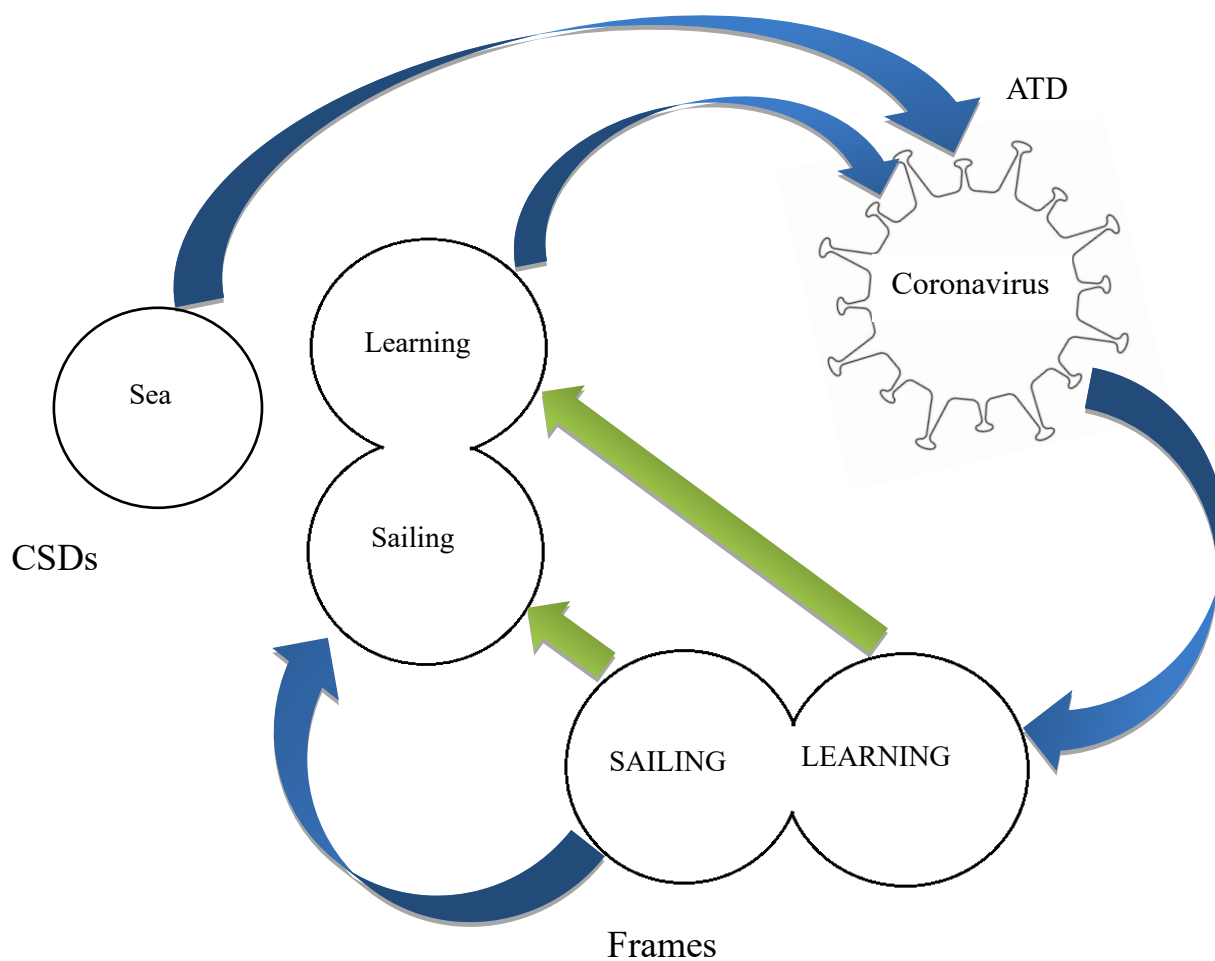 ATD
Coronavirus
Learning
Sea
Sailing
CSDs
SAILING
LEARNING
Frames